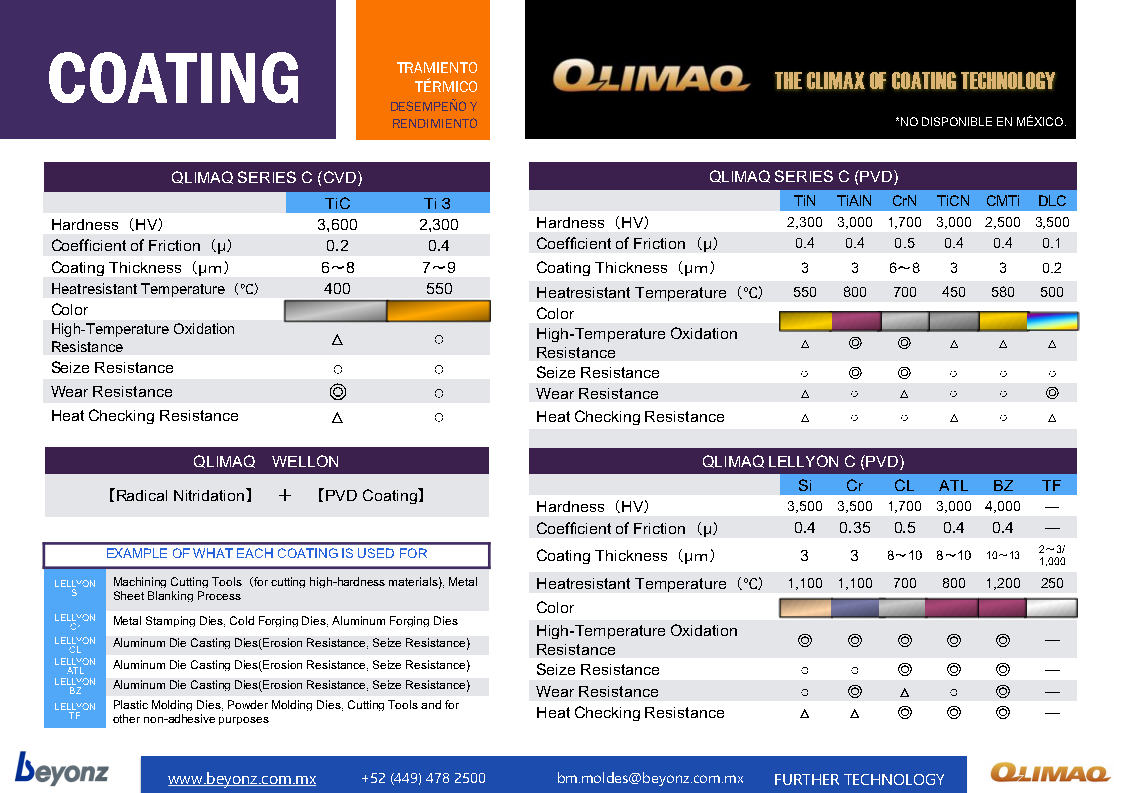 COATING
TRAMIENTO
TÉRMICO
DESEMPEÑO Y
RENDIMIENTO
QLIMAQ
THE CLIMAX OF COATING TECHNOLOGY
*NO DISPONIBLE EN MÉXICO.
QLIMAQ SERIES C (CVD)
TiC Ti 3
Hardness（HV） 3,600 2,300
Coefficient of Friction（μ） 0.2 0.4
Coating Thickness（μm） 6～8 7～9
Heatresistant Temperature（℃） 400 550
Color
High-Temperature Oxidation
Resistance △ ○
Seize Resistance ○ ○
Wear Resistance ◎ ○
Heat Checking Resistance △ ○
QLIMAQ WELLON
【Radical Nitridation】 ＋ 【PVD Coating】
EXAMPLE OF WHAT EACH COATING IS USED FOR
LELLYON
S
Machining Cutting Tools（for cutting high-hardness materials), Metal
Sheet Blanking Process
LELLYON
Cr
Metal Stamping Dies, Cold Forging Dies, Aluminum Forging Dies
LELLYON
CL
Aluminum Die Casting Dies(Erosion Resistance, Seize Resistance)
LELLYON
ATL
Aluminum Die Casting Dies(Erosion Resistance, Seize Resistance)
LELLYON
BZ
Aluminum Die Casting Dies(Erosion Resistance, Seize Resistance)
LELLYON
TF
Plastic Molding Dies, Powder Molding Dies, Cutting Tools and for
other non-adhesive purposes
QLIMAQ SERIES C (PVD)
TiN TiAlN CrN TiCN CMTi DLC
Hardness（HV） 2,300 3,000 1,700 3,000 2,500 3,500
Coefficient of Friction（μ） 0.4 0.4 0.5 0.4 0.4 0.1
Coating Thickness（μm） 3 3 6～8 3 3 0.2
Heatresistant Temperature（℃） 550 800 700 450 580 500
Color
High-Temperature Oxidation
Resistance △ ◎ ◎ △ △ △
Seize Resistance ○ ◎ ◎ ○ ○ ○
Wear Resistance △ ○ △ ○ ○ ◎
Heat Checking Resistance △ ○ ○ △ ○ △
QLIMAQ LELLYON C (PVD)
Si Cr CL ATL BZ TF
Hardness（HV） 3,500 3,500 1,700 3,000 4,000 —
Coefficient of Friction（μ） 0.4 0.35 0.5 0.4 0.4 —
Coating Thickness（μm） 3 3 8～10 8～10 10～13 2～3/
1,000
Heatresistant Temperature（℃） 1,100 1,100 700 800 1,200 250
Color
High-Temperature Oxidation
Resistance ◎ ◎ ◎ ◎ ◎ —
Seize Resistance ○ ○ ◎ ◎ ◎ —
Wear Resistance ○ ◎ △ ○ ◎ —
Heat Checking Resistance △ △ ◎ ◎ ◎ —
beyonz
www.beyonz.com.mx +52 (449) 478 2500 bm.moldes@beyonz.com.mx FURTHER TECHNOLOGY
QLIMAQ